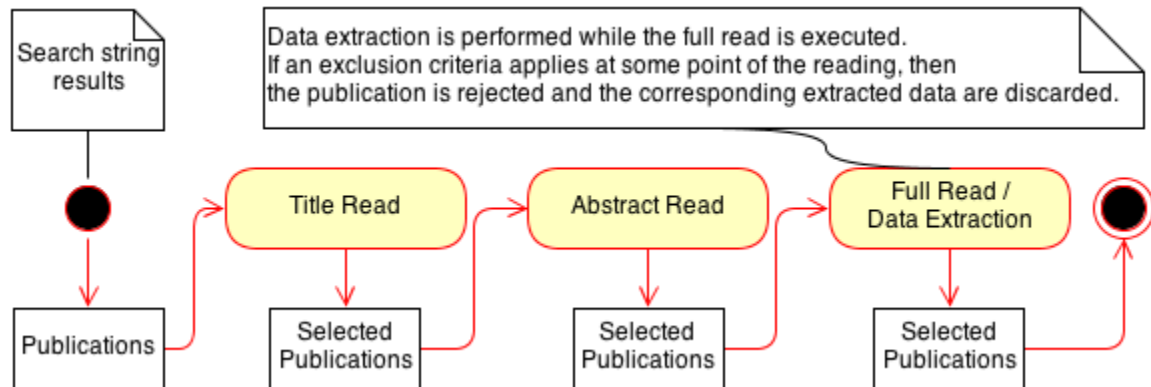 Search string
results
Data extraction is performed while the full read is executed.
If an exclusion criteria applies at some point of the reading, then
the publication is rejected and the corresponding extracted data are discarded.
Title Read
Abstract Read
Full Read /
Data Extraction
Publications
Selected
Publications
Selected
Publications
Selected
Publications